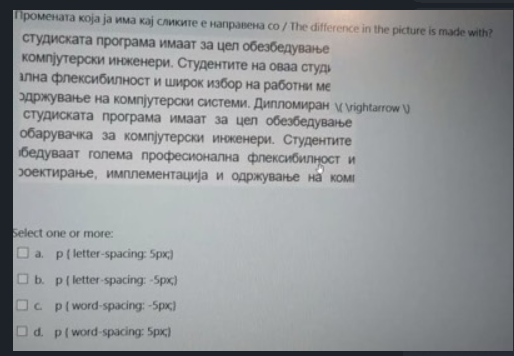 Промената која ја има кај сликите е направена со / The difference in the picture is made with?
студиската програма имаат за цел обезбедување
компјутерски инженери. Студентите на оваа студи
ална флексибилност и широк избор на работни ме
одржување на компјутерски системи. Дипломиран \( \rightarrow \)
студиската програма имаат за цел обезбедување
обарувачка за компјутерски инженери. Студентите
бедуваат голема професионална флексибилност и
роектирање, имплементација и одржување на комп
Select one or more:
a. p { letter-spacing: 5px;}
b. p { letter-spacing: -5px;}
c. p { word-spacing: -5px;}
d. p { word-spacing: 5px;}